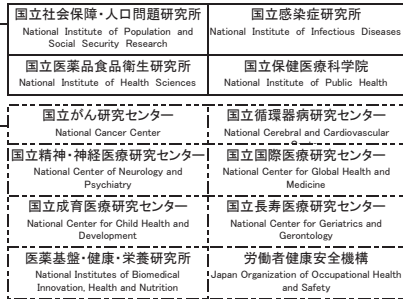 国立社会保障・人口問題研究所
National Institute of Population and
Social Security Research
国立感染症研究所
National Institute of Infectious Diseases
国立医薬品食品衛生研究所
National Institute of Health Sciences
国立保健医療科学院
National Institute of Public Health
国立がん研究センター
National Cancer Center
国立循環器病研究センター
National Cerebral and Cardiovascular
国立精神・神経医療研究センター
National Center of Neurology and
Psychiatry
国立国際医療研究センター
National Center for Global Health and
Medicine
国立成育医療研究センター
National Center for Child Health and
Development
国立長寿医療研究センター
National Center for Geriatrics and
Gerontology
医薬基盤・健康・栄養研究所
National Institutes of Biomedical
Innovation, Health and Nutrition
労働者健康安全機構
Japan Organization of Occupational Health
and Safety